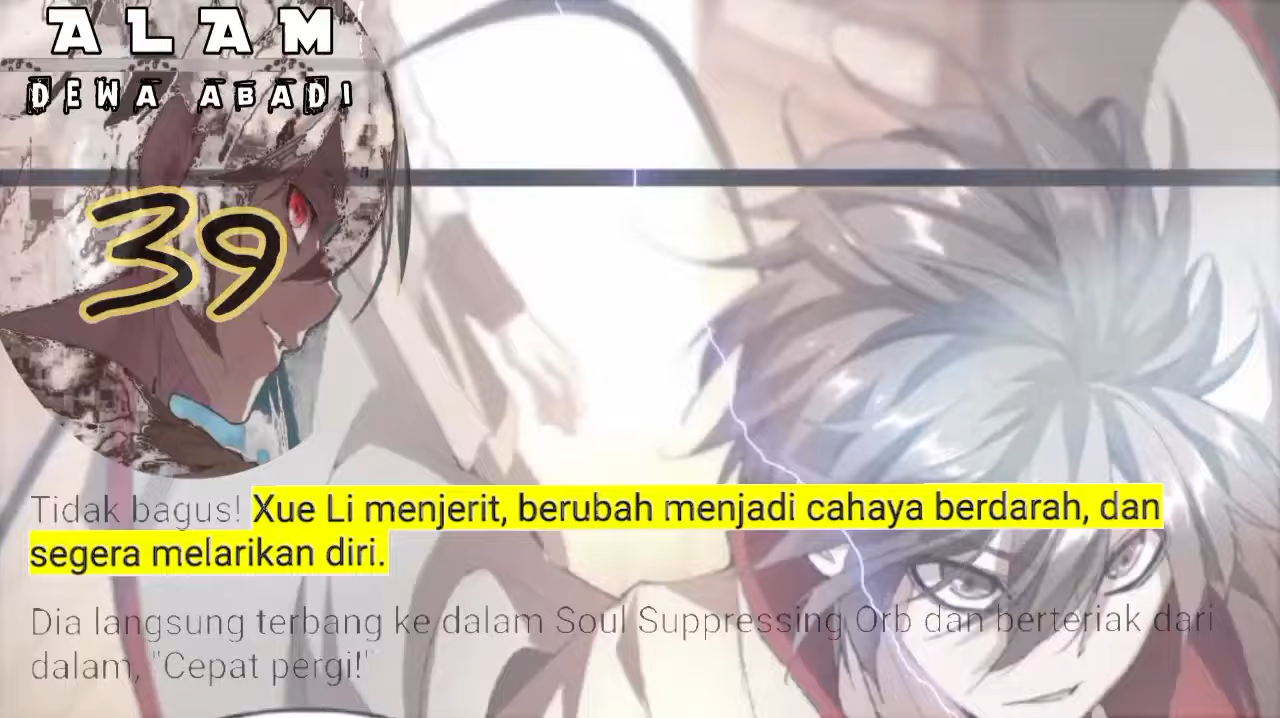 ALAM
DEWA ABADI
39
Tidak bagus! Xue Li menjerit, berubah menjadi cahaya berdarah, dan
segera melarikan diri.
Dia langsung terbang ke dalam Soul Suppressing Orb dan berteriak dari
dalam, "Cepat pergi!"